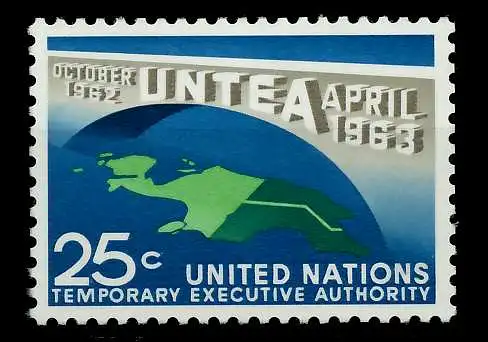 OCTOBER
1962
UNTEA
APRIL
1963
25c
UNITED NATIONS
TEMPORARY EXECUTIVE AUTHORITY